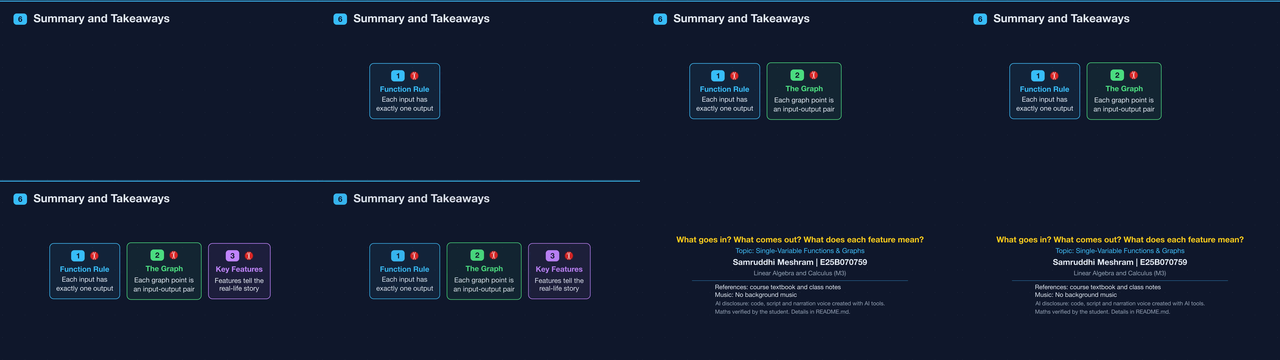 6 Summary and Takeaways
6 Summary and Takeaways
1
Function Rule
Each input has
exactly one output
6 Summary and Takeaways
1
Function Rule
Each input has
exactly one output
2
The Graph
Each graph point is
an input-output pair
6 Summary and Takeaways
1
Function Rule
Each input has
exactly one output
2
The Graph
Each graph point is
an input-output pair
6 Summary and Takeaways
1
Function Rule
Each input has
exactly one output
2
The Graph
Each graph point is
an input-output pair
3
Key Features
Features tell the
real-life story
6 Summary and Takeaways
1
Function Rule
Each input has
exactly one output
2
The Graph
Each graph point is
an input-output pair
3
Key Features
Features tell the
real-life story
What goes in? What comes out? What does each feature mean?
Topic: Single-Variable Functions & Graphs
Samruddhi Meshram | E25B070759
Linear Algebra and Calculus (M3)
References: course textbook and class notes
Music: No background music
AI disclosure: code, script and narration voice created with AI tools.
Maths verified by the student. Details in README.md.
What goes in? What comes out? What does each feature mean?
Topic: Single-Variable Functions & Graphs
Samruddhi Meshram | E25B070759
Linear Algebra and Calculus (M3)
References: course textbook and class notes
Music: No background music
AI disclosure: code, script and narration voice created with AI tools.
Maths verified by the student. Details in README.md.